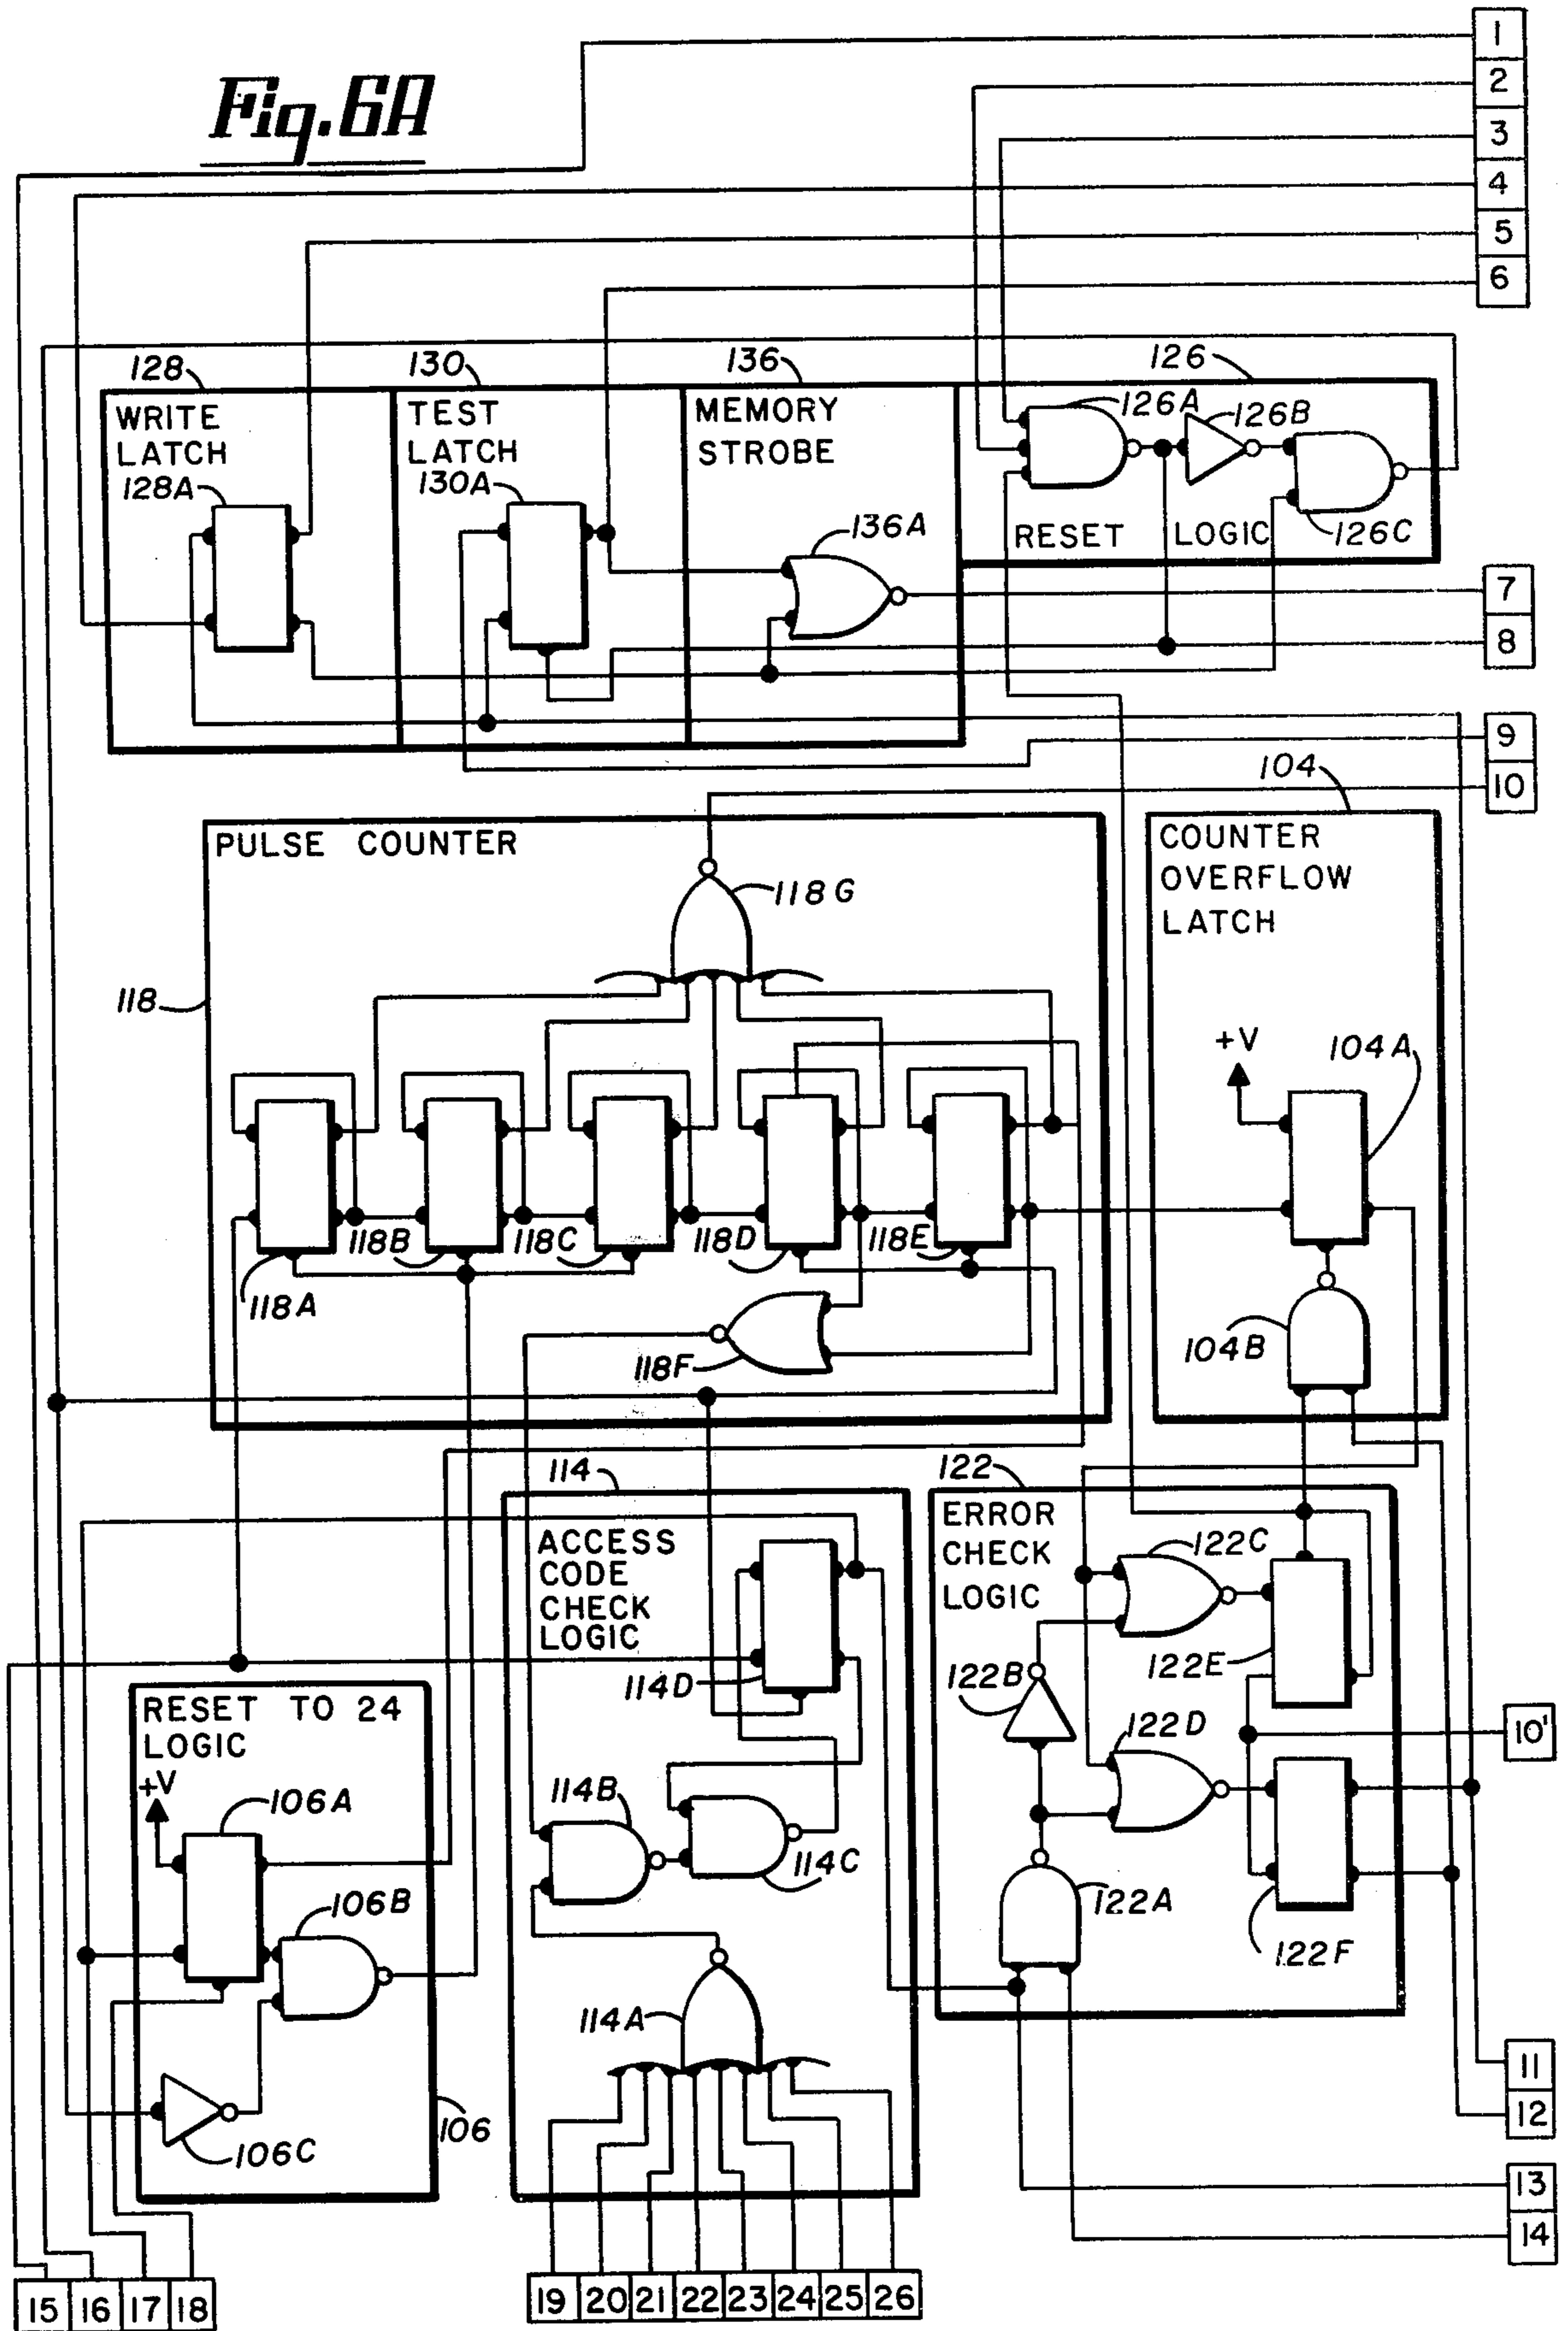 Fig. 6A
1
2
3
4
5
6
128
130
136
126
WRITE
LATCH
128A
TEST
LATCH
130A
MEMORY
STROBE
136A
126A
126B
126C
RESET LOGIC
7
8
9
10
104
118
PULSE COUNTER
118G
118A
118B
118C
118D
118E
118F
COUNTER
OVERFLOW
LATCH
+V
104A
104B
114
ACCESS
CODE
CHECK
LOGIC
114D
114B
114C
114A
122
ERROR
CHECK
LOGIC
122C
122E
122B
122D
122A
122F
10'
RESET TO 24
LOGIC
+V
106A
106B
106C
106
11
12
13
14
15 16 17 18
19 20 21 22 23 24 25 26